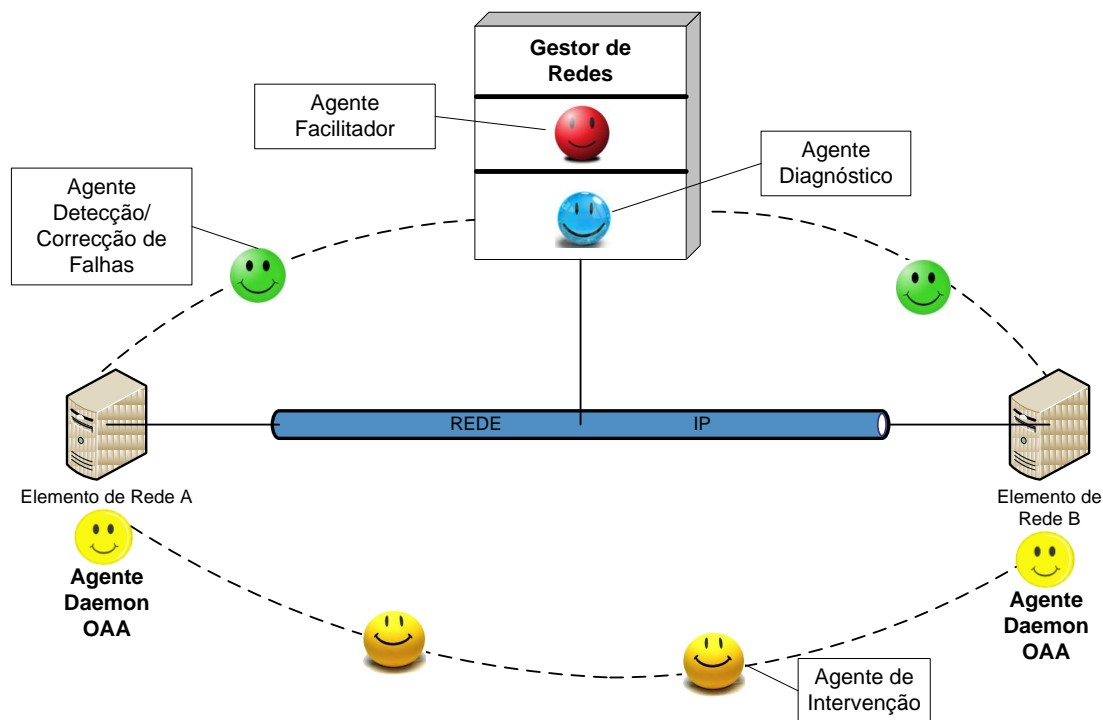 Gestor de
Redes
Agente
Facilitador
Agente
Diagnóstico
Agente
Detecção/
Correcção de
Falhas
REDE IP
Elemento de Rede A
Elemento de
Rede B
Agente
Daemon
OAA
Agente
Daemon
OAA
Agente de
Intervenção